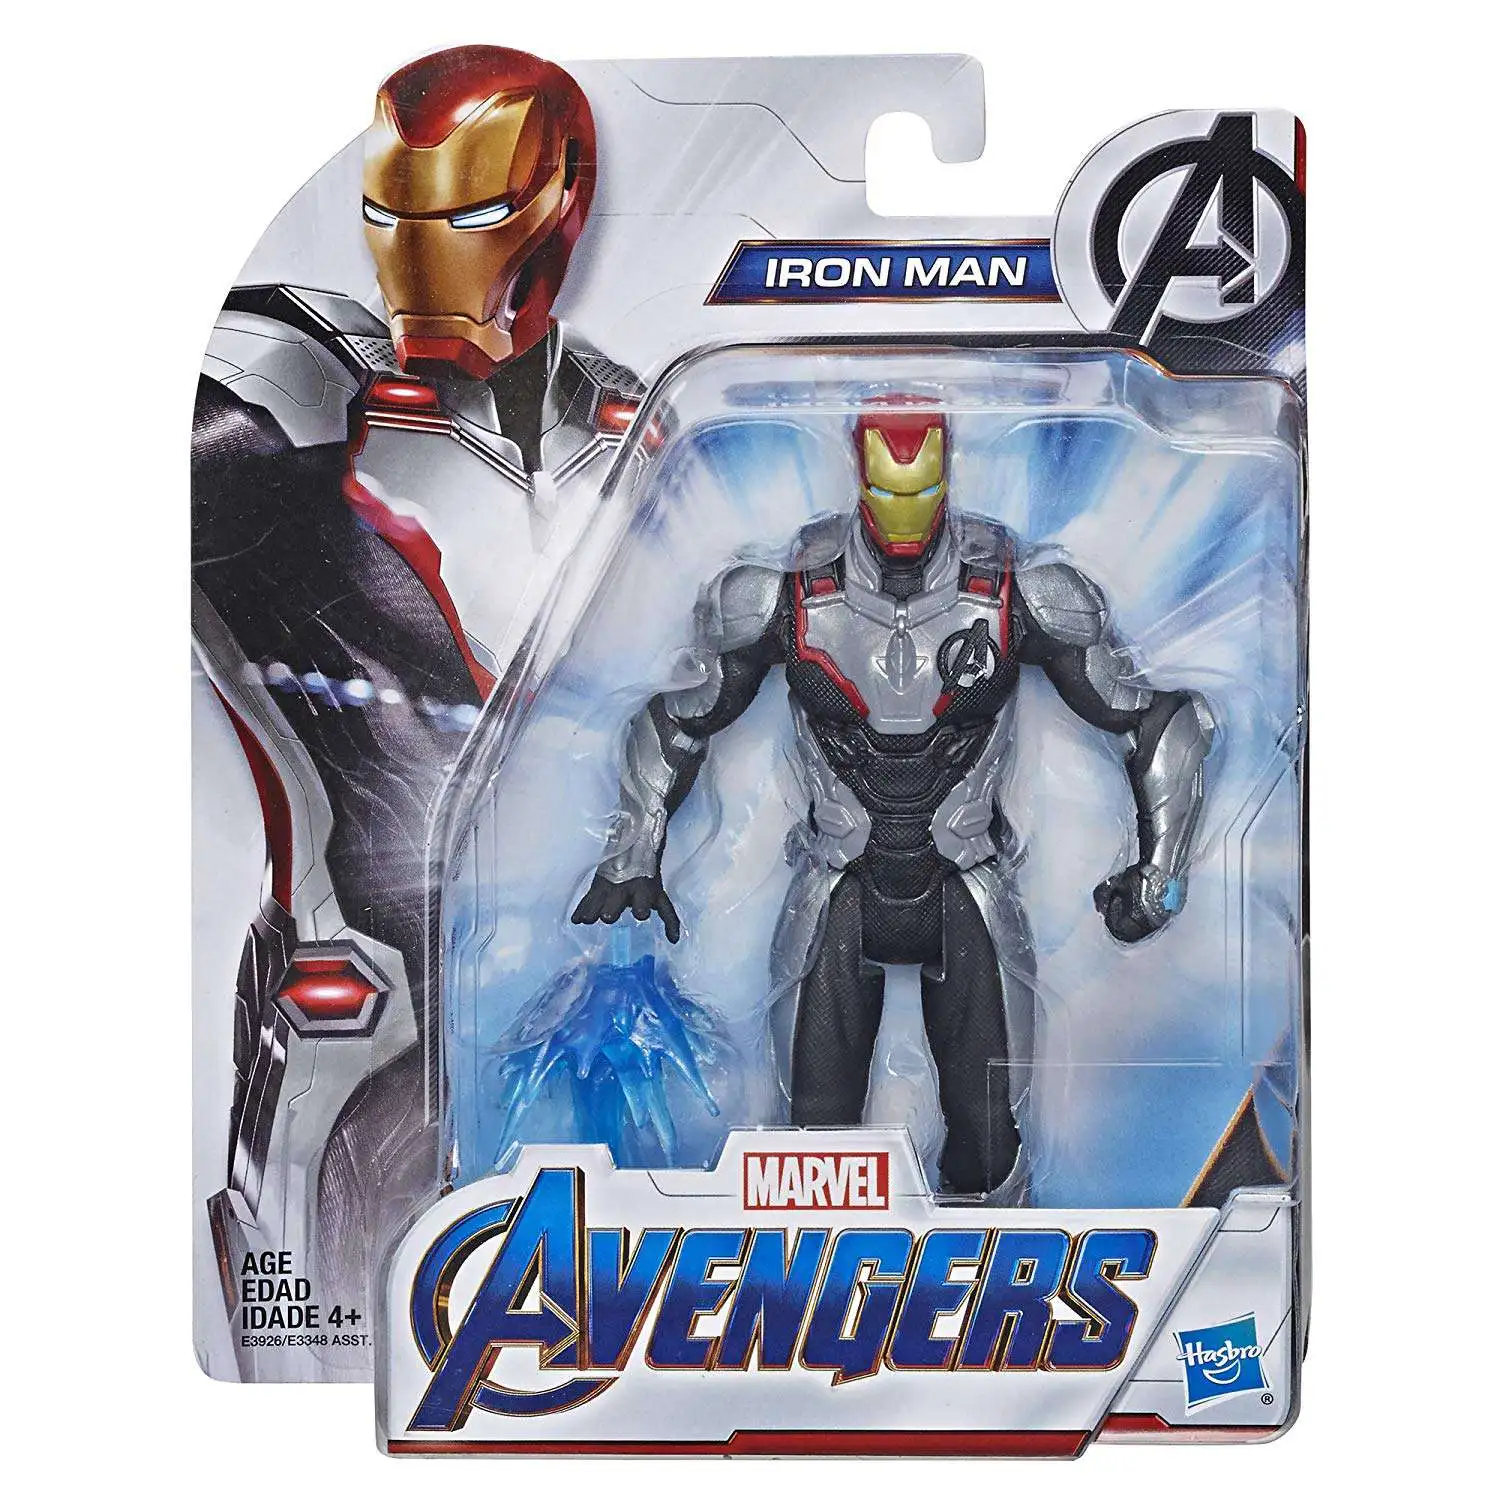 IRON MAN
MARVEL
AVENGERS
AGE
EDAD
IDADE 4+
E3926/E3348 ASST.
Hasbro
®